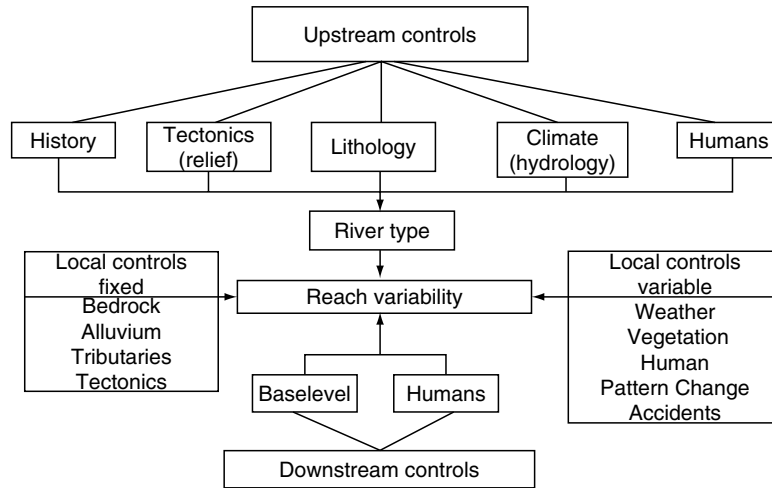 Upstream controls
History
Tectonics
(relief)
Lithology
Climate
(hydrology)
Humans
River type
Local controls
fixed
Bedrock
Alluvium
Tributaries
Tectonics
Reach variability
Local controls
variable
Weather
Vegetation
Human
Pattern Change
Accidents
Baselevel
Humans
Downstream controls